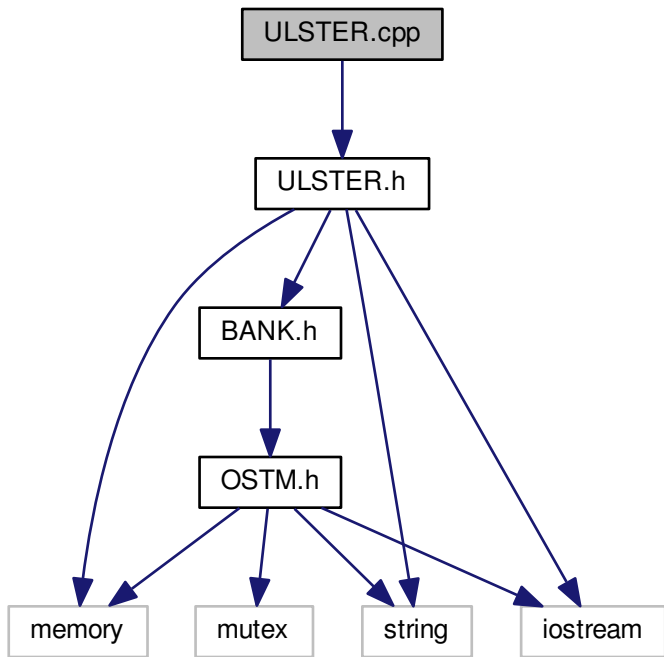 ULSTER.cpp
ULSTER.h
BANK.h
OSTM.h
memory
mutex
string
iostream